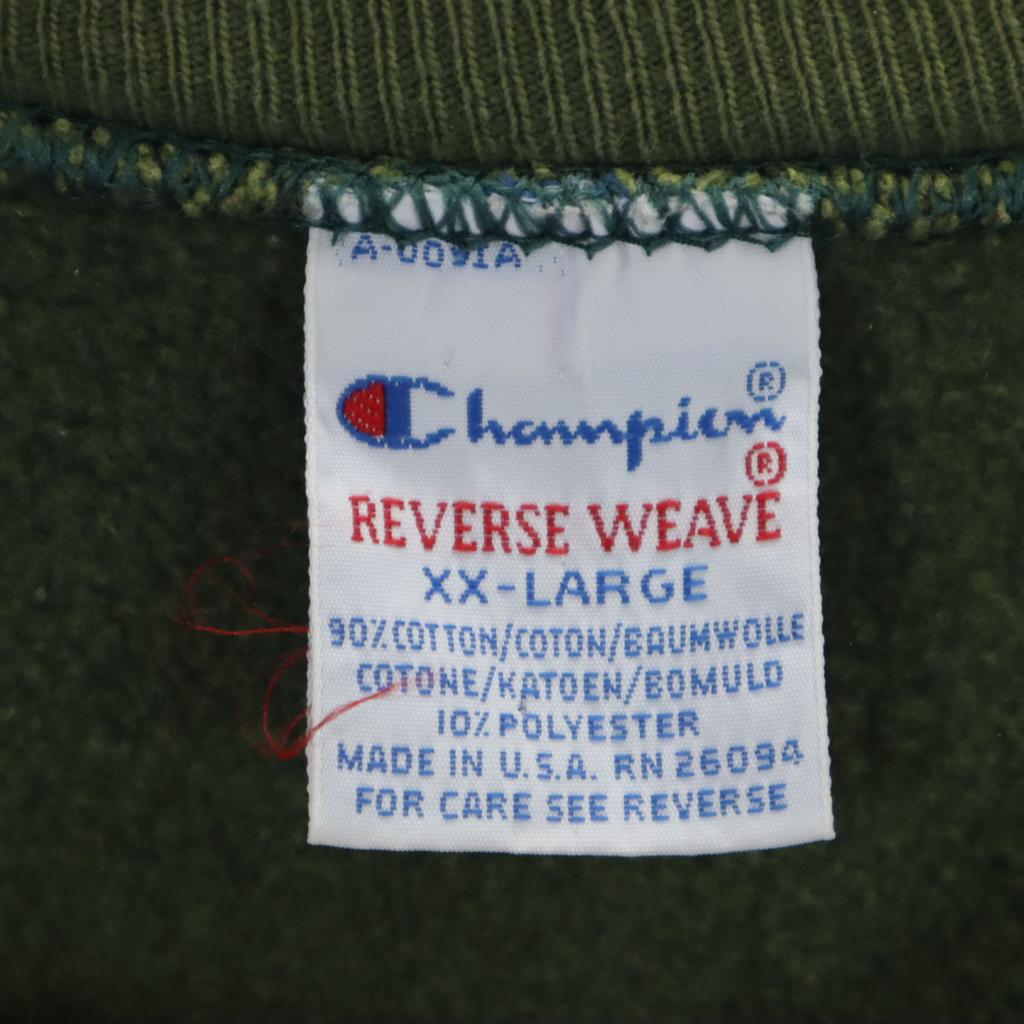 Champion®
®
REVERSE WEAVE
XX-LARGE
90% COTTON/COTON/BAUMWOLLE
COTONE/KATOEN/BOMULD
10% POLYESTER
MADE IN U.S.A. RN 26094
FOR CARE SEE REVERSE